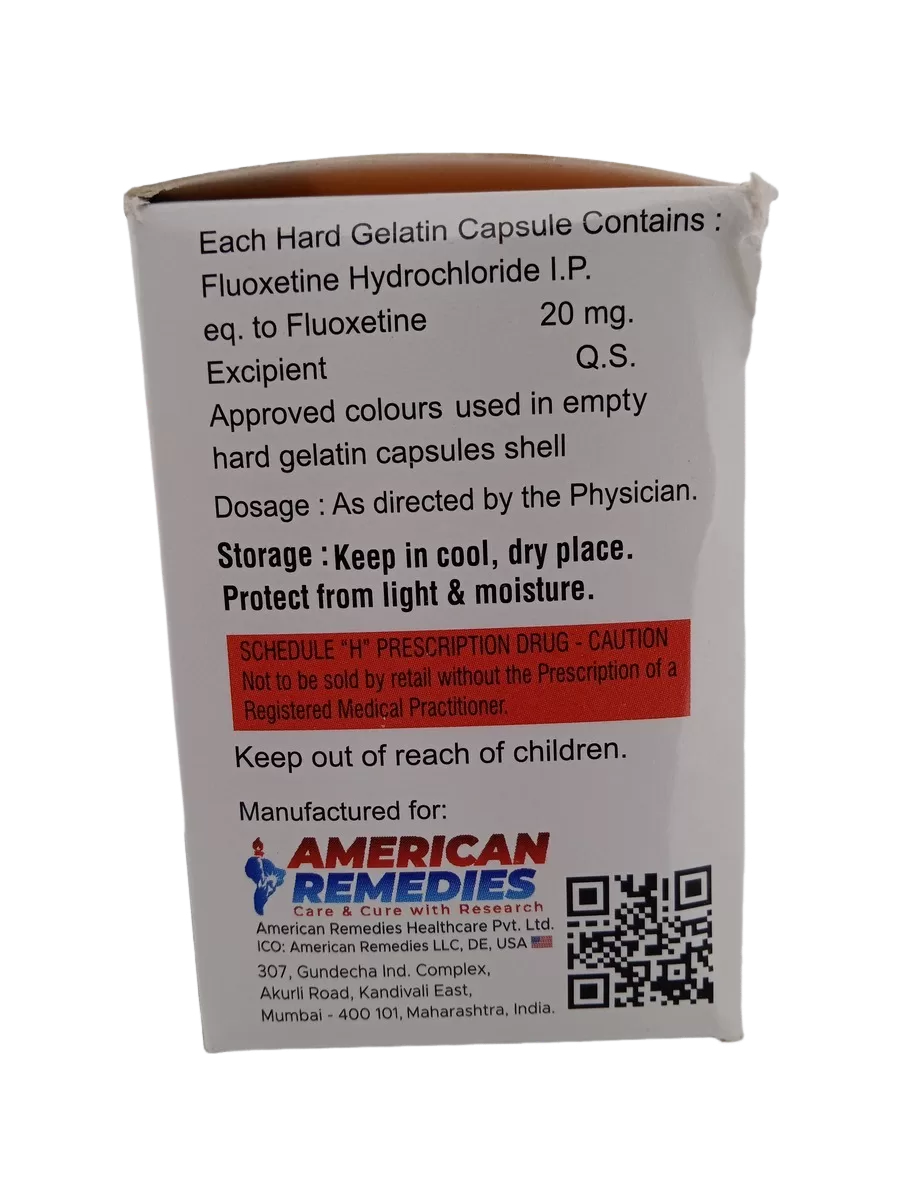 Each Hard Gelatin Capsule Contains :
Fluoxetine Hydrochloride I.P.
eq. to Fluoxetine 20 mg.
Excipient Q.S.
Approved colours used in empty
hard gelatin capsules shell
Dosage : As directed by the Physician.
Storage : Keep in cool, dry place.
Protect from light & moisture.
SCHEDULE "H" PRESCRIPTION DRUG - CAUTION
Not to be sold by retail without the Prescription of a
Registered Medical Practitioner.
Keep out of reach of children.
Manufactured for:
AMERICAN
REMEDIES
Care & Cure with Research
American Remedies Healthcare Pvt. Ltd.
ICO: American Remedies LLC, DE, USA
307, Gundecha Ind. Complex,
Akurli Road, Kandivali East,
Mumbai - 400 101, Maharashtra, India.